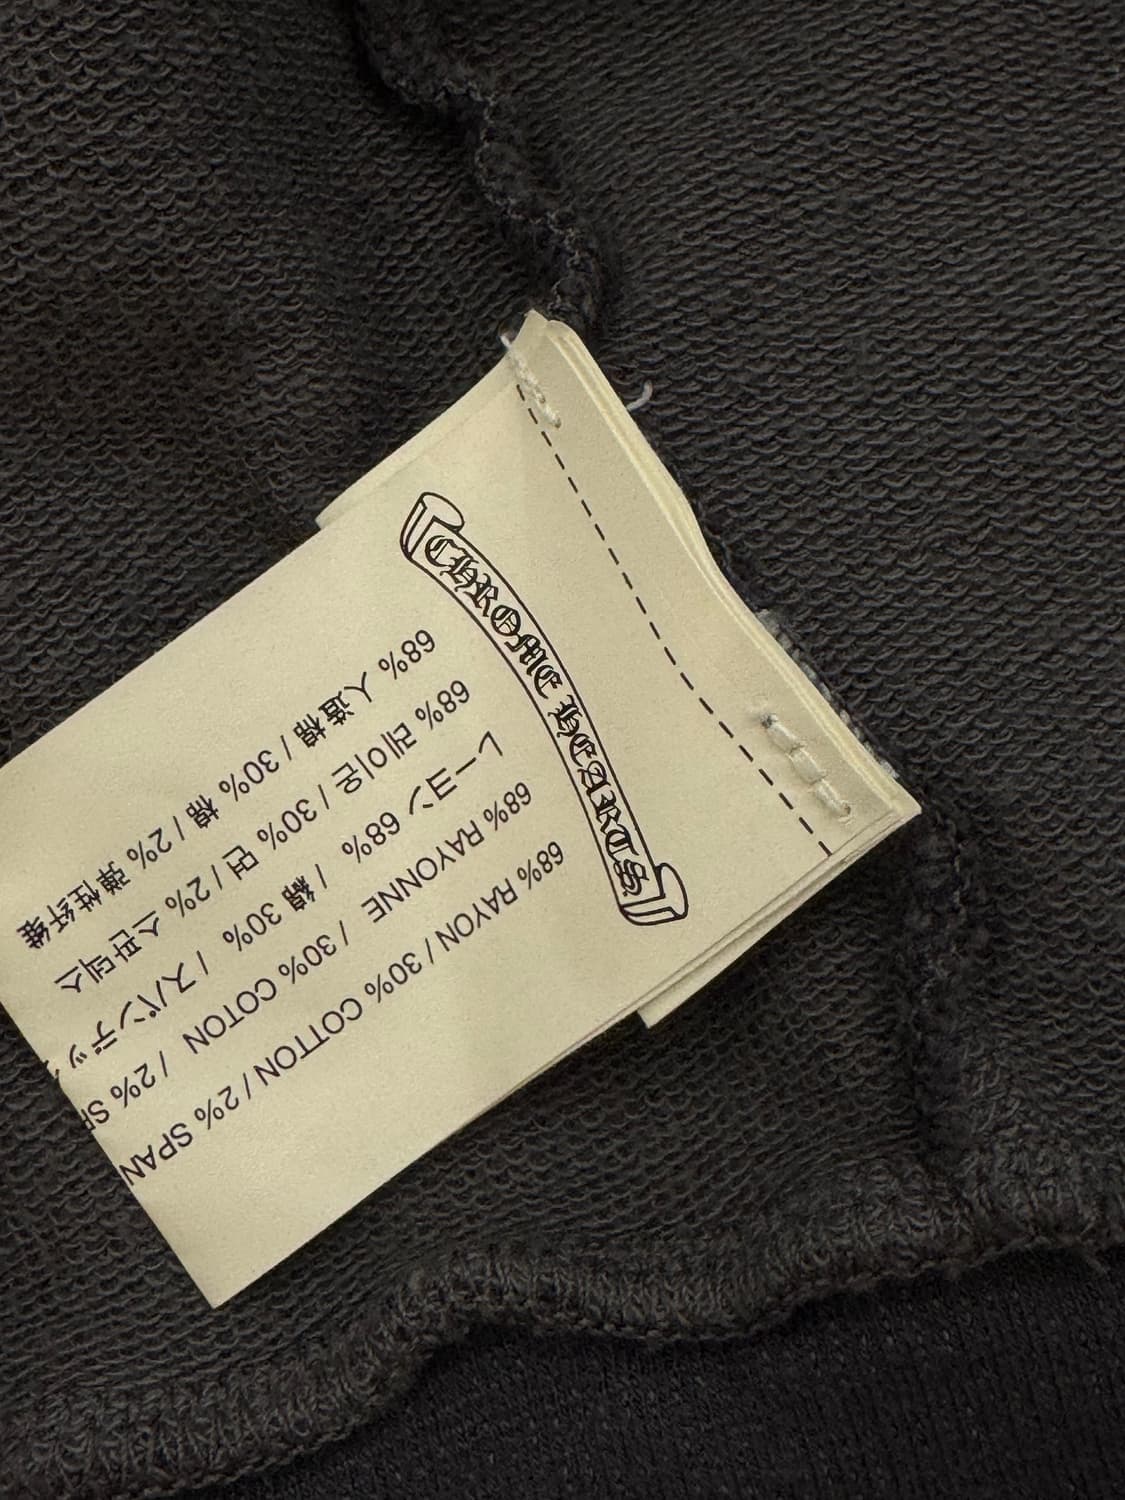 CHROME HEARTS
68% RAYON / 30% COTTON / 2% SPAN
68% RAYONNE / 30% COTON / 2% SP
レーヨン 68% / 綿 30% / スパンデッ
68% 레이온 / 30% 면 / 2% 스판덱스
68% 人造棉 / 30% 棉 / 2% 弹性纤维